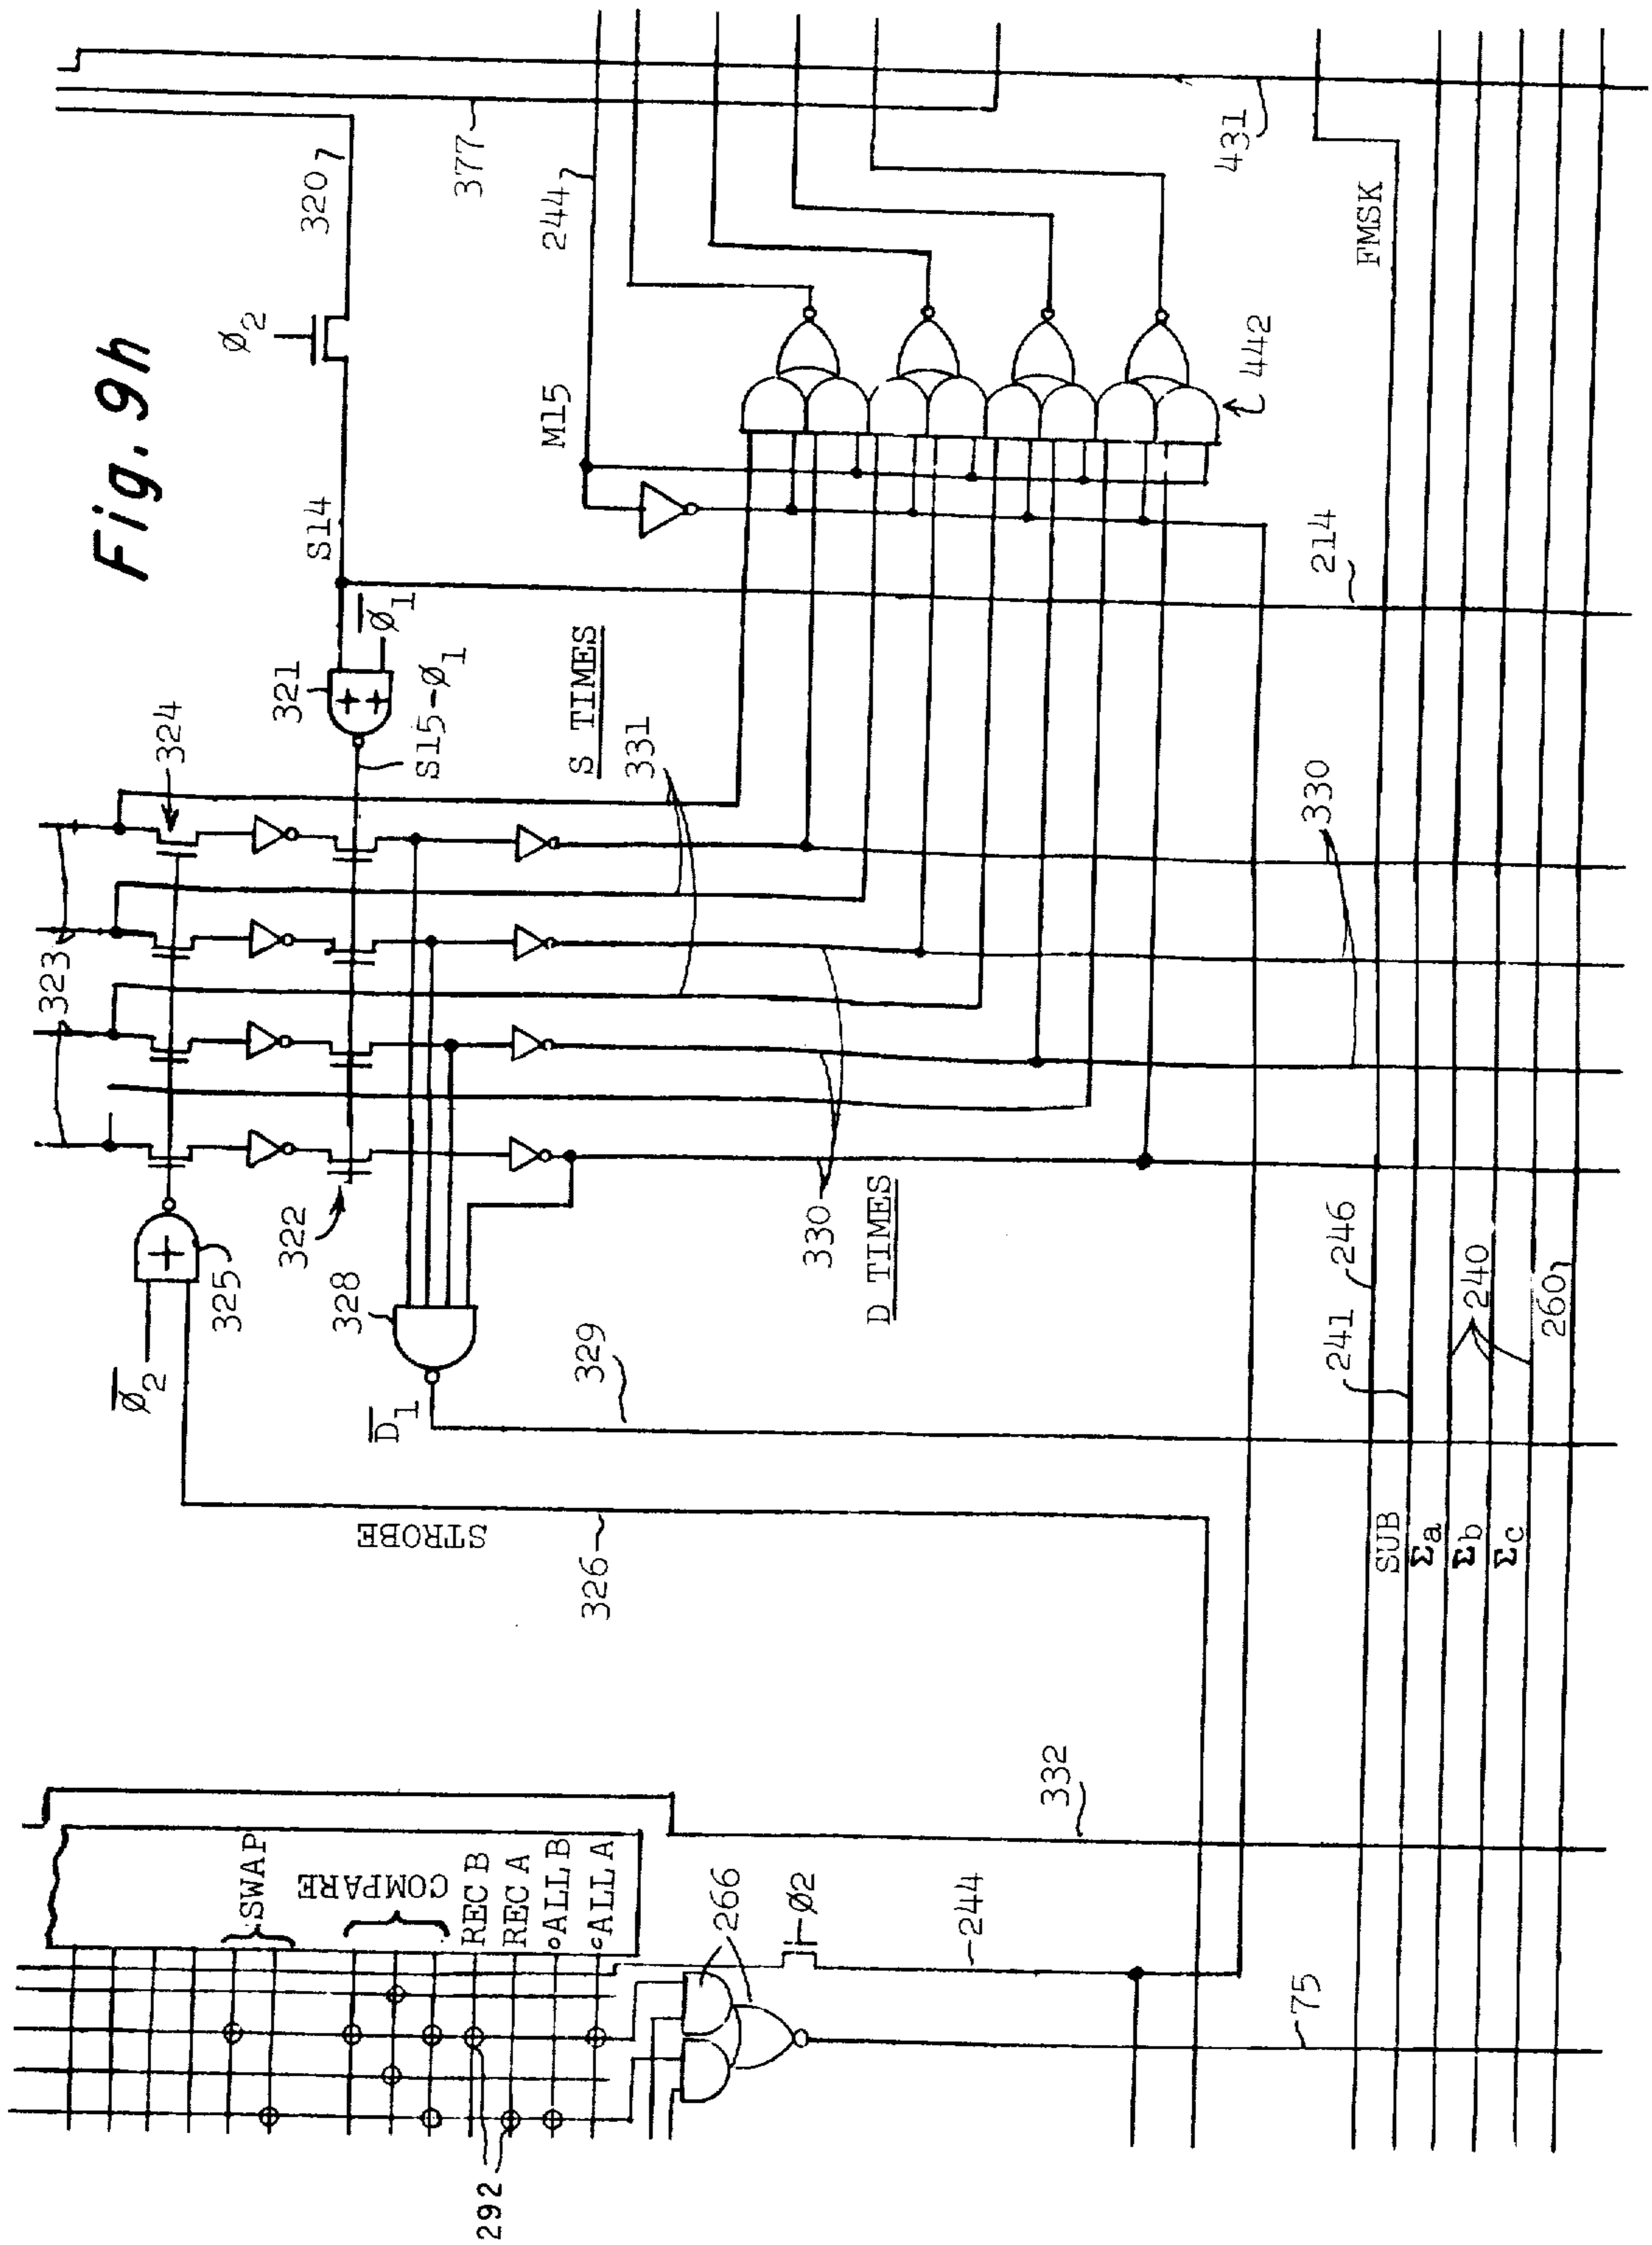 Fig. 9h
320
377
244
431
FMSK
Ø2
S14
M15
442
214
321
Ø1
S15-Ø1
324
S TIMES
331
323
330
322
325
Ø2
328
330
D TIMES
D1
329
246
241
240
260
STROBE
326
SUB
Σa
Σb
Σc
332
SWAP
COMPARE
REC B
REC A
ALL B
ALL A
266
Ø2
244
75
292